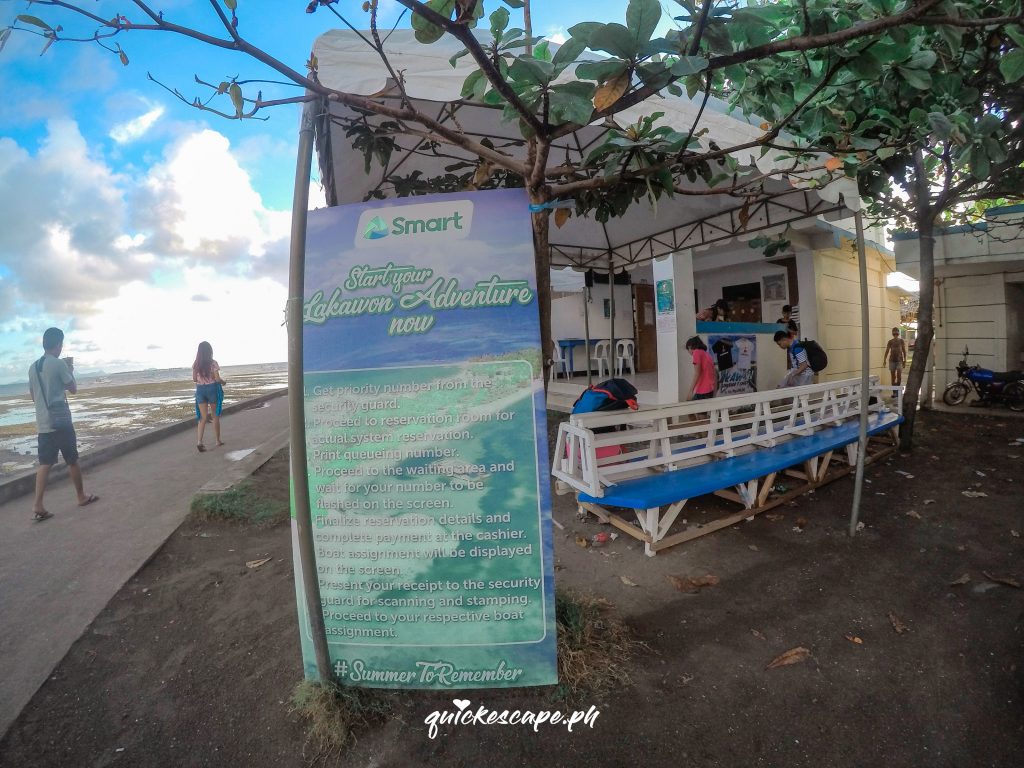 Smart
Start your
Lakawon Adventure
now
Get priority number from the
security guard.
Proceed to reservation room for
actual system reservation.
Print queueing number.
Proceed to the waiting area and
wait for your number to be
flashed on the screen.
Finalize reservation details and
complete payment at the cashier.
Boat assignment will be displayed
on the screen.
Present your receipt to the security
guard for scanning and stamping.
Proceed to your respective boat
assignment.
#SummerToRemember
quickescape.ph